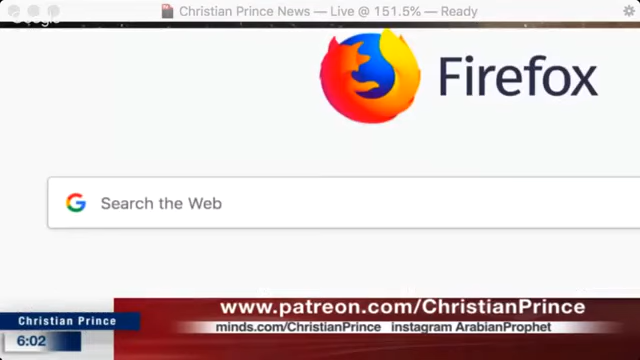 Christian Prince News — Live @ 151.5% — Ready
Google
Firefox
G Search the Web
www.patreon.com/ChristianPrince
Christian Prince
minds.com/ChristianPrince instagram ArabianProphet
6:02